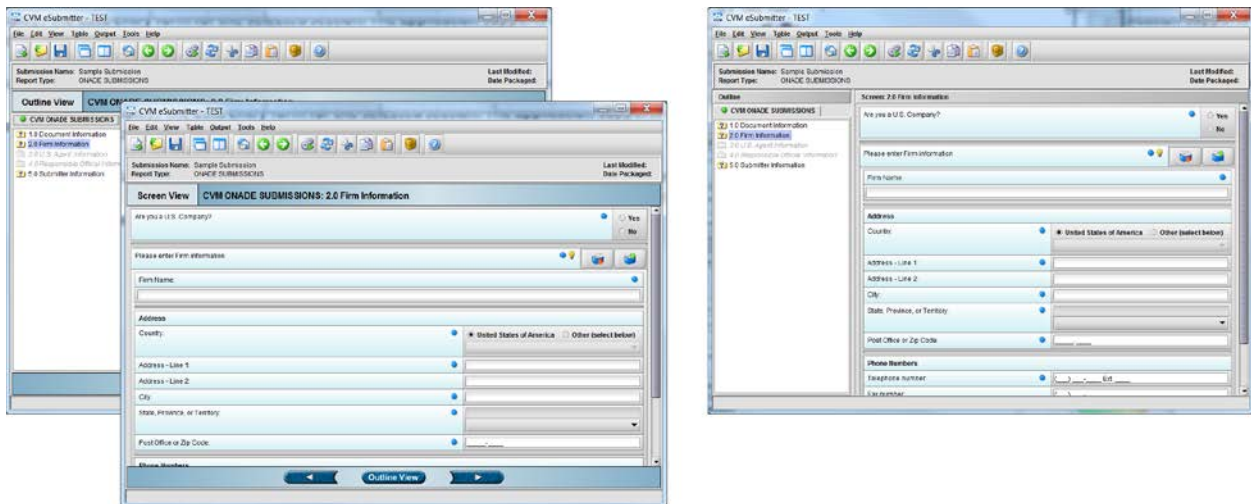 CVM eSubmitter - TEST
File Edit View Table Output Tools Help
Submission Name: Sample Submission
Report Type: ONADE SUBMISSIONS
Last Modified:
Date Packaged:
Outline View
CVM ONADE SUBMISSIONS: 2.0 Firm Information
CVM ONADE SUBMISSIONS
1.0 Document Information
2.0 Firm Information
3.0 U.S. Agent Information
4.0 Responsible Official Inform
5.0 Submitter Information
CVM eSubmitter - TEST
File Edit View Table Output Tools Help
Submission Name: Sample Submission
Report Type: ONADE SUBMISSIONS
Last Modified:
Date Packaged:
Screen View
CVM ONADE SUBMISSIONS: 2.0 Firm Information
Are you a U.S. Company?
Yes
No
Please enter Firm information
Firm Name
Address
Country:
United States of America Other (select below)
Address - Line 1
Address - Line 2
City
State, Province, or Territory
Post Office or Zip Code:
Phone Numbers
Outline View
CVM eSubmitter - TEST
File Edit View Table Output Tools Help
Submission Name: Sample Submission
Report Type: ONADE SUBMISSIONS
Last Modified:
Date Packaged:
Outline
Screen: 2.0 Firm Information
CVM ONADE SUBMISSIONS
1.0 Document Information
2.0 Firm Information
3.0 U.S. Agent Information
4.0 Responsible Official Information
5.0 Submitter Information
Are you a U.S. Company?
Yes
No
Please enter Firm information
Firm Name
Address
Country
United States of America Other (select below)
Address - Line 1
Address - Line 2
City
State, Province, or Territory
Post Office or Zip Code
Phone Numbers
Telephone number
(___) ___-____ Ext ____
Fax number